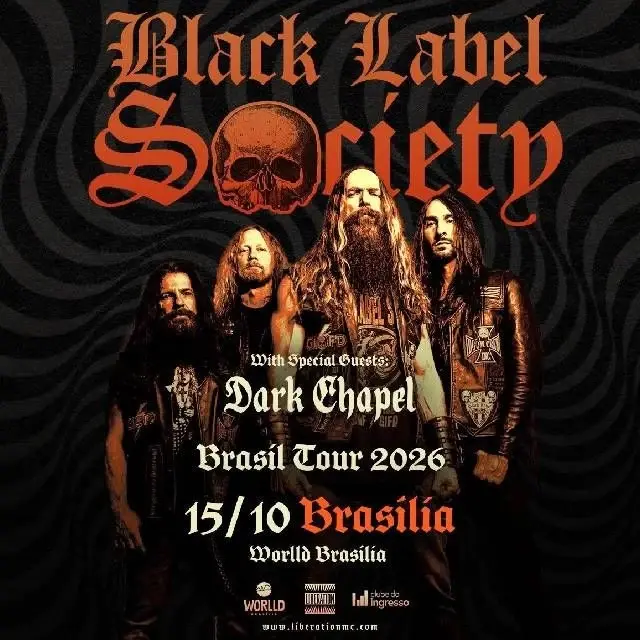 Black Label
Society
With Special Guests:
Dark Chapel
Brasil Tour 2026
15/10 Brasilia
Worlld Brasilia
WORLLD
LIBERATION
clube do
ingresso
www.liberationmc.com